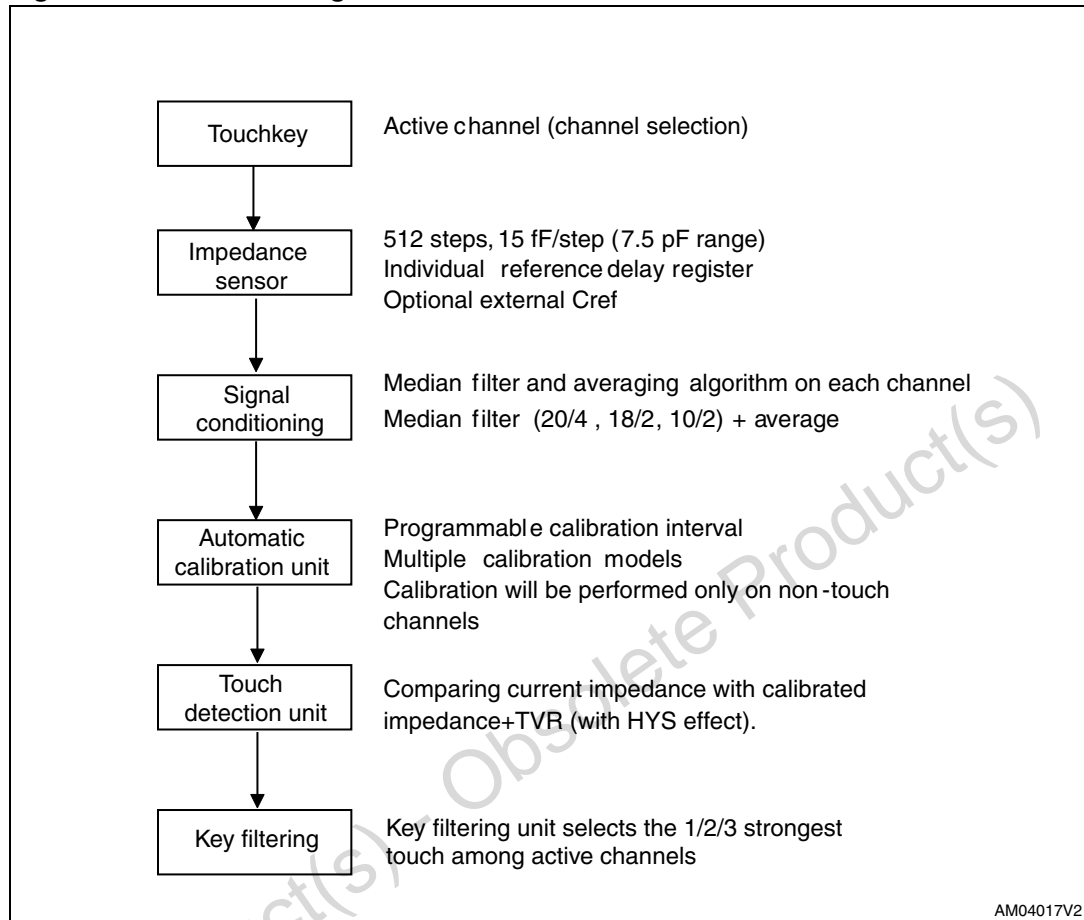 Touchkey
Active channel (channel selection)
Impedance
sensor
512 steps, 15 fF/step (7.5 pF range)
Individual reference delay register
Optional external Cref
Signal
conditioning
Median filter and averaging algorithm on each channel
Median filter (20/4 , 18/2, 10/2) + average
Automatic
calibration unit
Programmable calibration interval
Multiple calibration models
Calibration will be performed only on non-touch
channels
Touch
detection unit
Comparing current impedance with calibrated
impedance+TVR (with HYS effect).
Key filtering
Key filtering unit selects the 1/2/3 strongest
touch among active channels
AM04017V2
ct(s) - Obsolete Product(s)